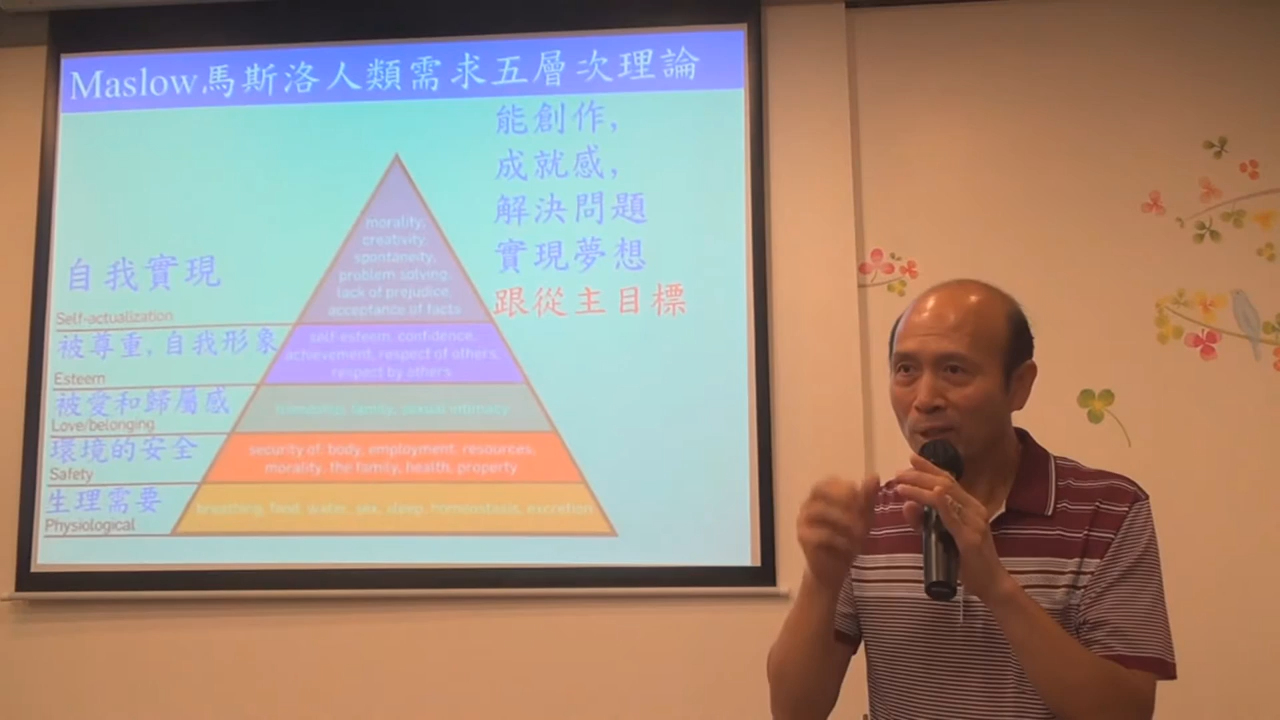 Maslow馬斯洛人類需求五層次理論
能創作,
成就感,
解決問題
實現夢想
跟從主目標
morality,
creativity,
spontaneity,
problem solving,
lack of prejudice,
acceptance of facts
自我實現
Self-actualization
self-esteem, confidence,
achievement, respect of others,
respect by others
被尊重,自我形象
Esteem
friendship, family, sexual intimacy
被愛和歸屬感
Love/belonging
security of: body, employment, resources,
morality, the family, health, property
環境的安全
Safety
breathing, food, water, sex, sleep, homeostasis, excretion
生理需要
Physiological